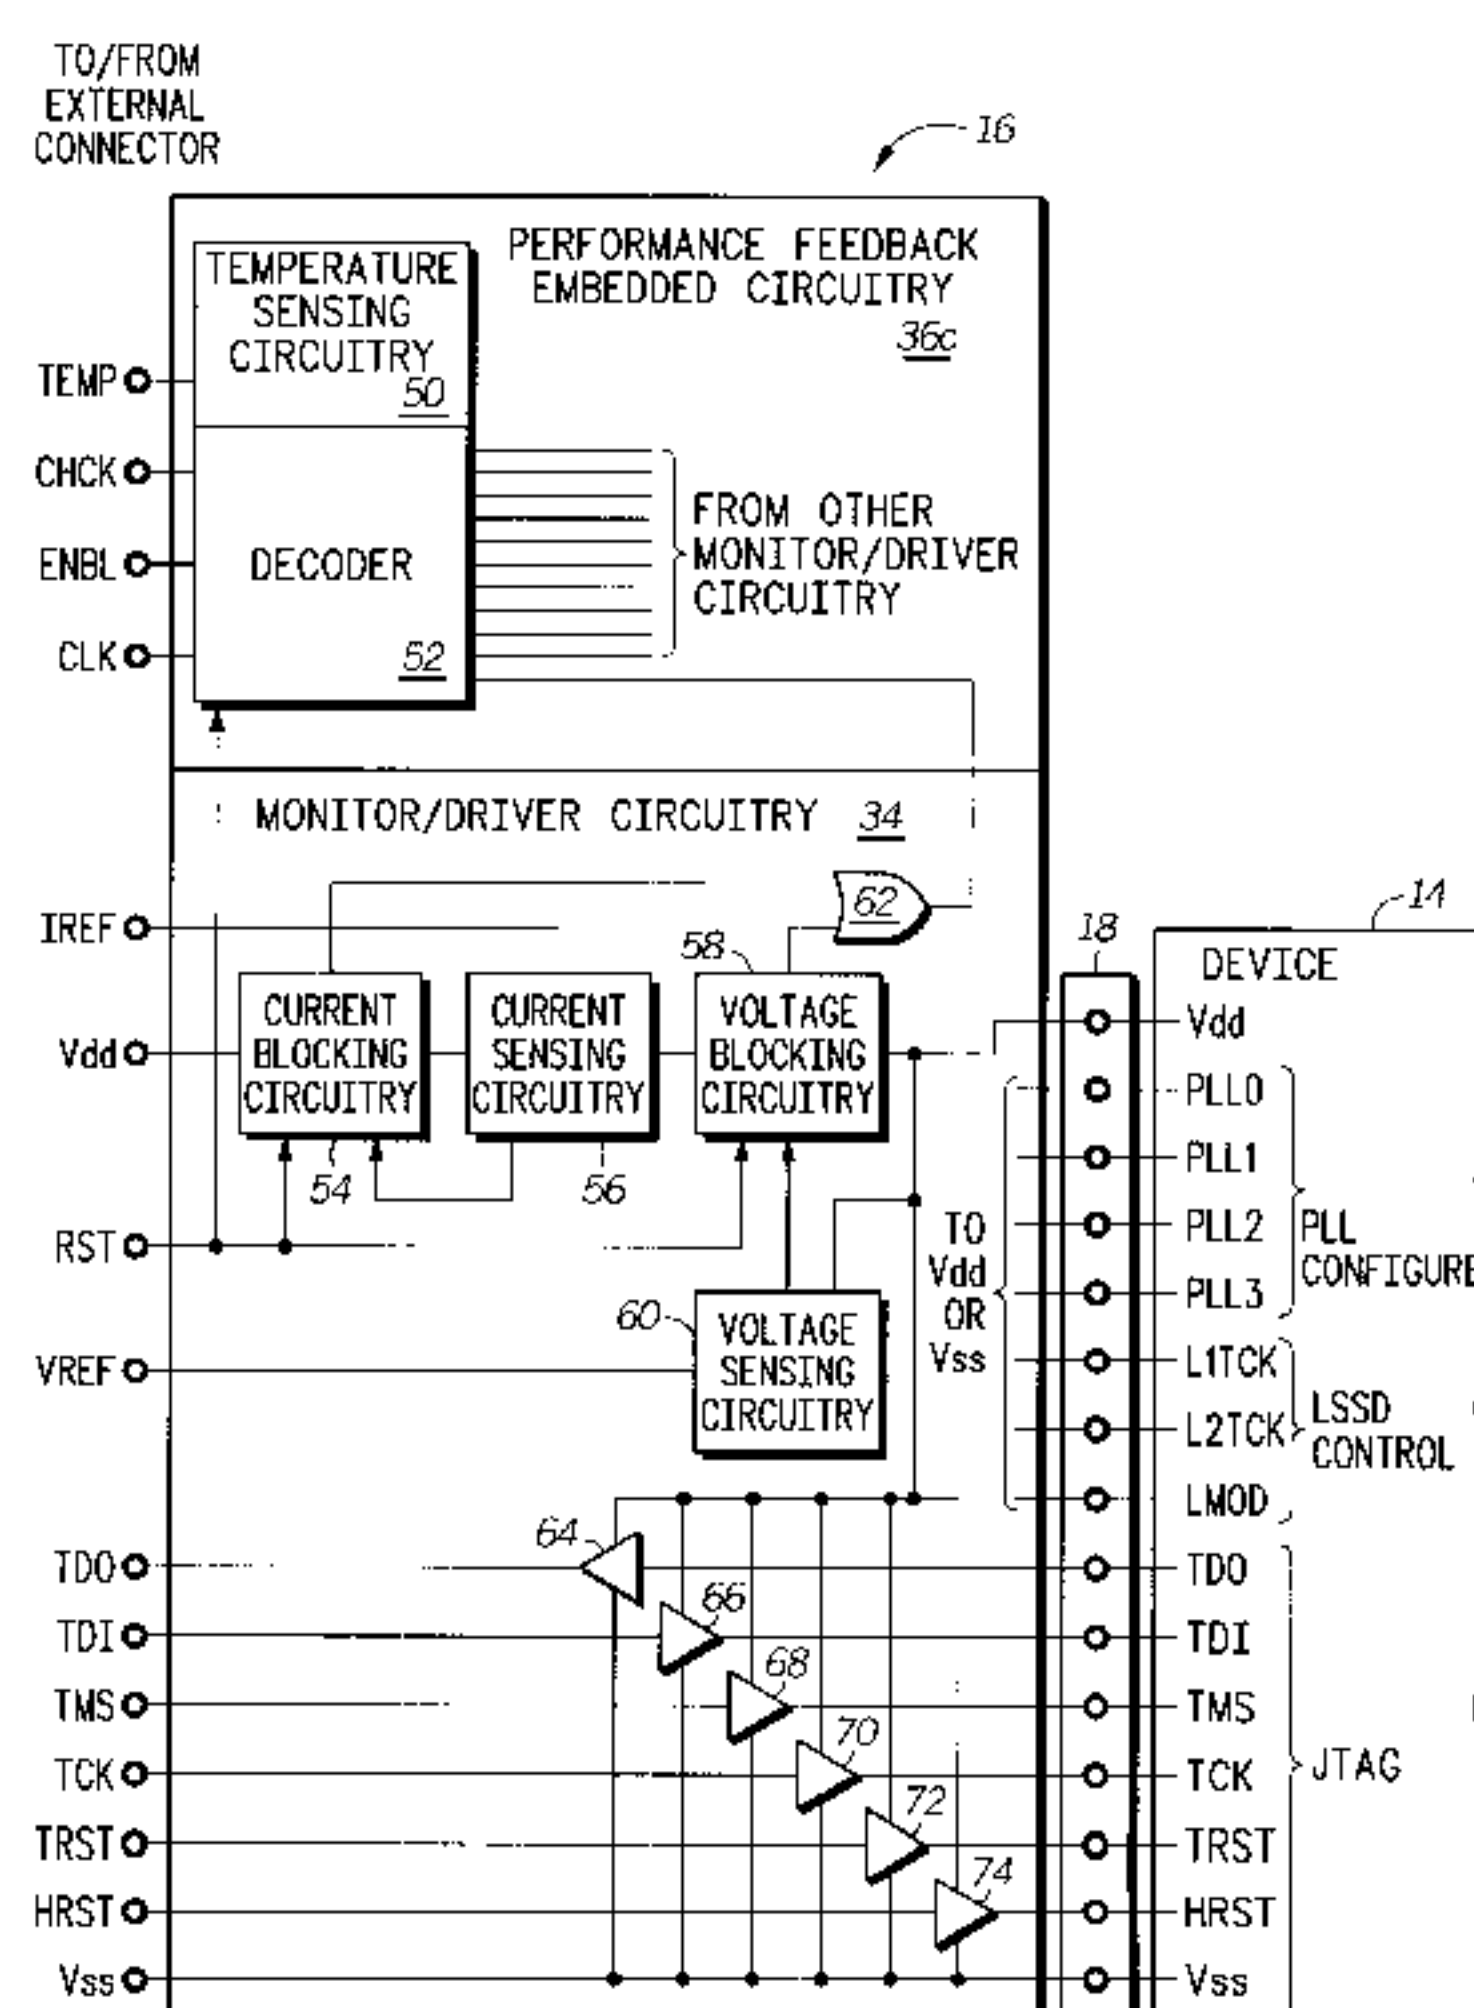 TO/FROM
EXTERNAL
CONNECTOR
16
PERFORMANCE FEEDBACK
EMBEDDED CIRCUITRY
36c
TEMPERATURE
SENSING
CIRCUITRY
50
TEMP
CHCK
ENBL
CLK
DECODER
52
FROM OTHER
MONITOR/DRIVER
CIRCUITRY
MONITOR/DRIVER CIRCUITRY 34
62
IREF
58
18
14
DEVICE
CURRENT
BLOCKING
CIRCUITRY
54
CURRENT
SENSING
CIRCUITRY
56
VOLTAGE
BLOCKING
CIRCUITRY
Vdd
RST
60
VOLTAGE
SENSING
CIRCUITRY
VREF
TO
Vdd
OR
Vss
Vdd
PLL0
PLL1
PLL2
PLL3
PLL
L1TCK
L2TCK
LSSD
CONTROL
LMOD
64
66
68
70
72
74
TDO
TDI
TMS
TCK
TRST
HRST
Vss
TDO
TDI
TMS
TCK
TRST
HRST
Vss
JTAG